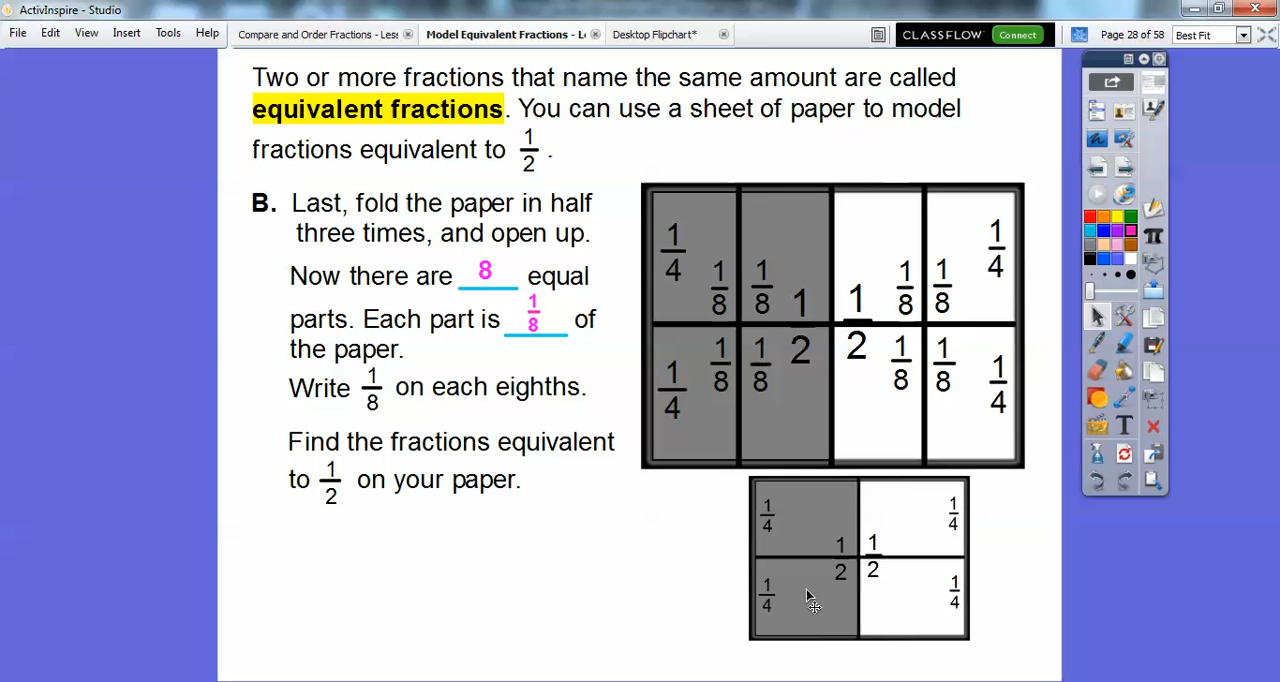 ActivInspire - Studio
File Edit View Insert Tools Help
Compare and Order Fractions - Less
Model Equivalent Fractions - L
Desktop Flipchart*
CLASSFLOW Connect
Page 28 of 58
Best Fit
Two or more fractions that name the same amount are called
equivalent fractions. You can use a sheet of paper to model
fractions equivalent to 1/2 .
B. Last, fold the paper in half
three times, and open up.
Now there are 8 equal
parts. Each part is 1/8 of
the paper.
Write 1/8 on each eighths.
Find the fractions equivalent
to 1/2 on your paper.
1/4 1/8 1/8 1/2 1/2 1/8 1/8 1/4
1/4 1/8 1/8 1/8 1/8 1/4
1/4 1/2 1/2 1/4
1/4 1/4